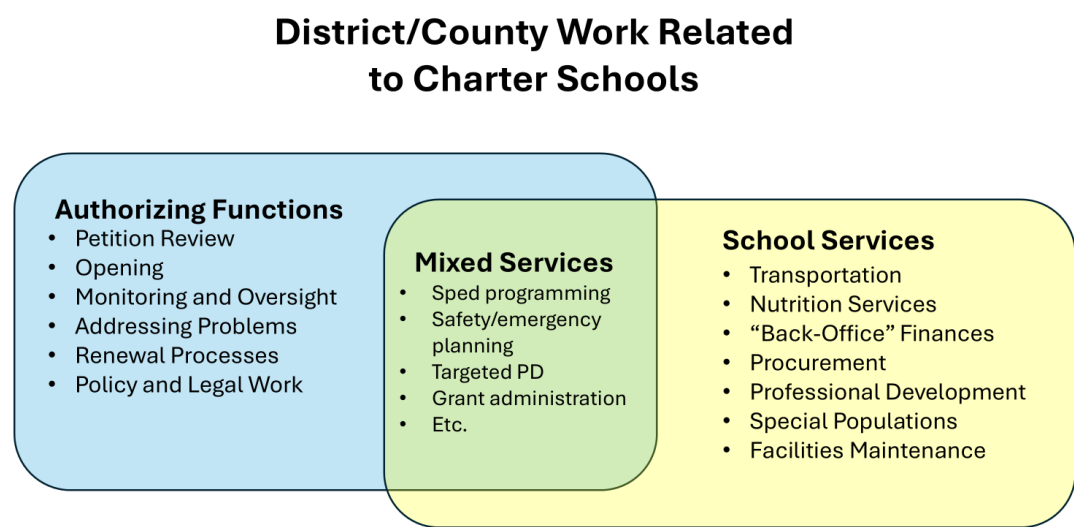 District/County Work Related
to Charter Schools
Authorizing Functions
• Petition Review
• Opening
• Monitoring and Oversight
• Addressing Problems
• Renewal Processes
• Policy and Legal Work
Mixed Services
• Sped programming
• Safety/emergency
planning
• Targeted PD
• Grant administration
• Etc.
School Services
• Transportation
• Nutrition Services
• “Back-Office” Finances
• Procurement
• Professional Development
• Special Populations
• Facilities Maintenance